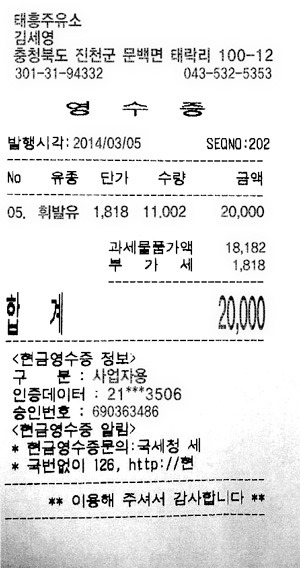 태흥주유소
김세영
충청북도 진천군 문백면 태락리 100-12
301-31-94332 043-532-5353
영 수 증
발행시각: 2014/03/05 SEQNO:202
No 유종 단가 수량 금액
05. 휘발유 1,818 11,002 20,000
과세물품가액 18,182
부 가 세 1,818
합 계 20,000
<현금영수증 정보>
구 분 : 사업자용
인증데이터 : 21***3506
승인번호 : 690363486
<현금영수증 알림>
* 현금영수증문의:국세청 세
* 국번없이 126, http://현
** 이용해 주셔서 감사합니다 **